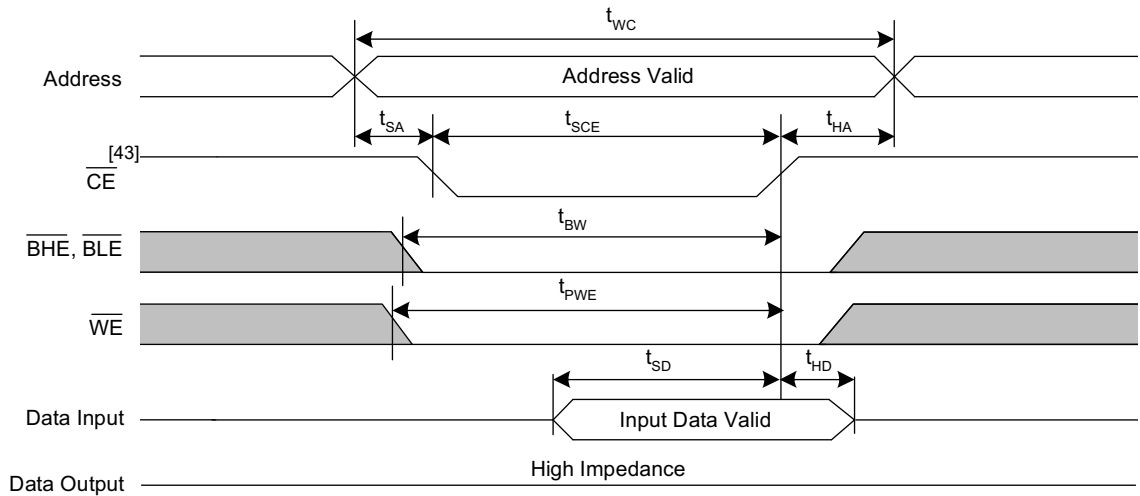 tWC
Address
Address Valid
tSA
tSCE
tHA
[43]
CE
tBW
BHE, BLE
tPWE
WE
tSD
tHD
Data Input
Input Data Valid
High Impedance
Data Output